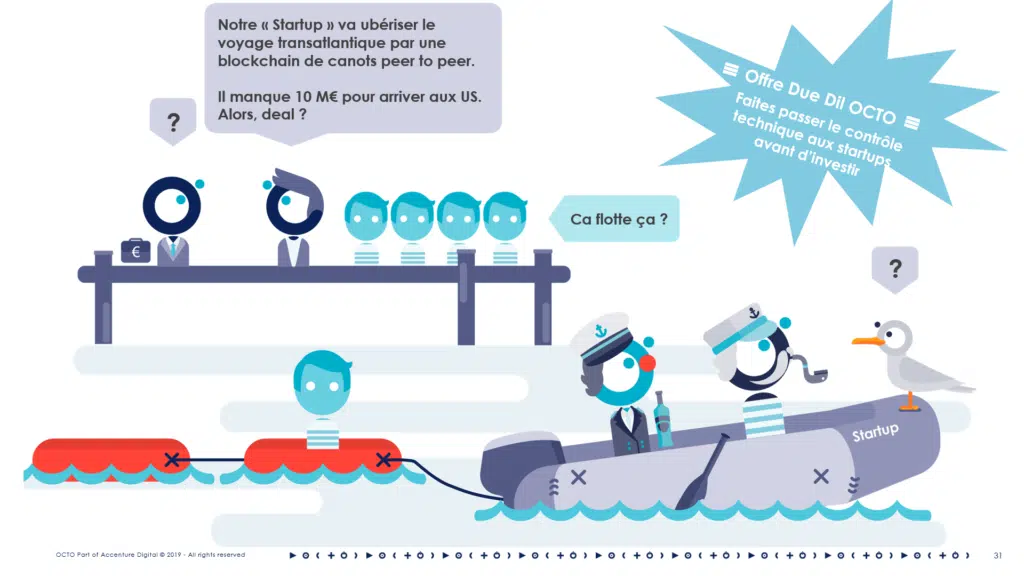 Notre « Startup » va ubériser le
voyage transatlantique par une
blockchain de canots peer to peer.
Il manque 10 M€ pour arriver aux US.
Alors, deal ?
?
Offre Due Dil OCTO
Faites passer le contrôle
technique aux startups
avant d'investir
Ca flotte ça ?
€
?
Startup
OCTO Part of Accenture Digital © 2019 - All rights reserved
31